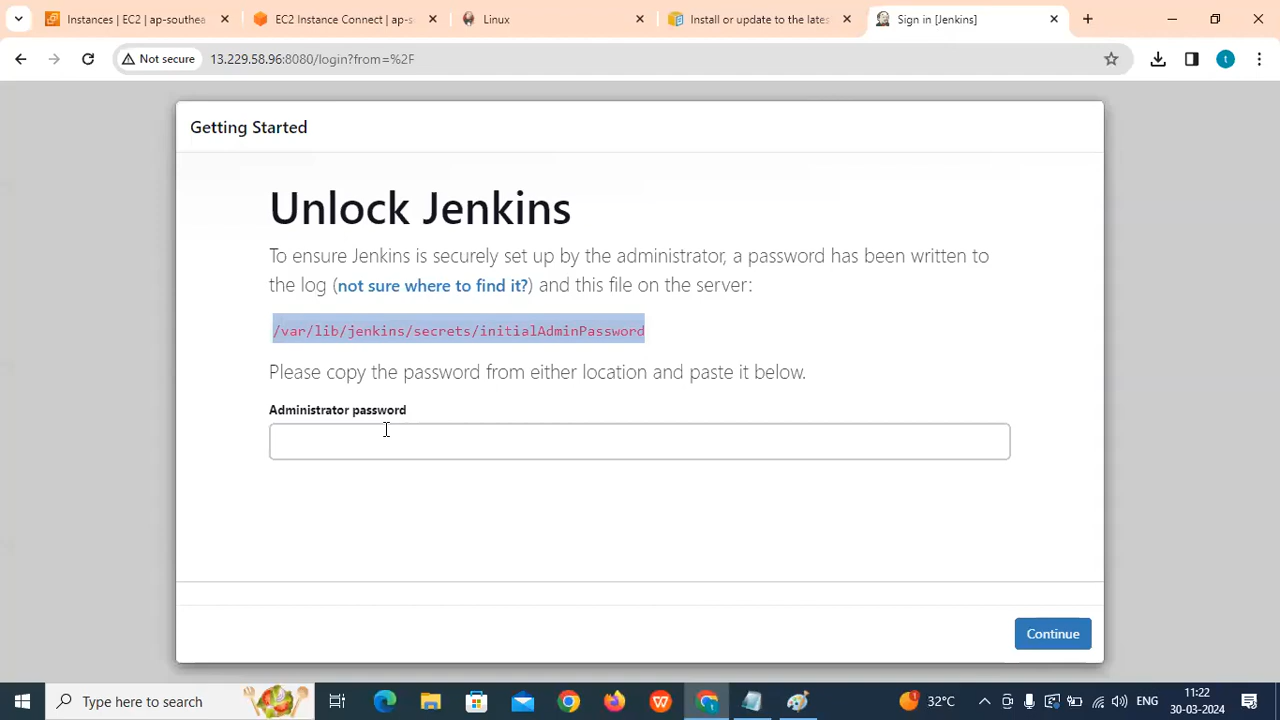 Instances | EC2 | ap-southea
EC2 Instance Connect | ap-s
Linux
Install or update to the lates
Sign in [Jenkins]
Not secure
13.229.58.96:8080/login?from=%2F
t
Getting Started
Unlock Jenkins
To ensure Jenkins is securely set up by the administrator, a password has been written to
the log (not sure where to find it?) and this file on the server:
/var/lib/jenkins/secrets/initialAdminPassword
Please copy the password from either location and paste it below.
Administrator password
Continue
Type here to search
32°C
ENG
11:22
30-03-2024